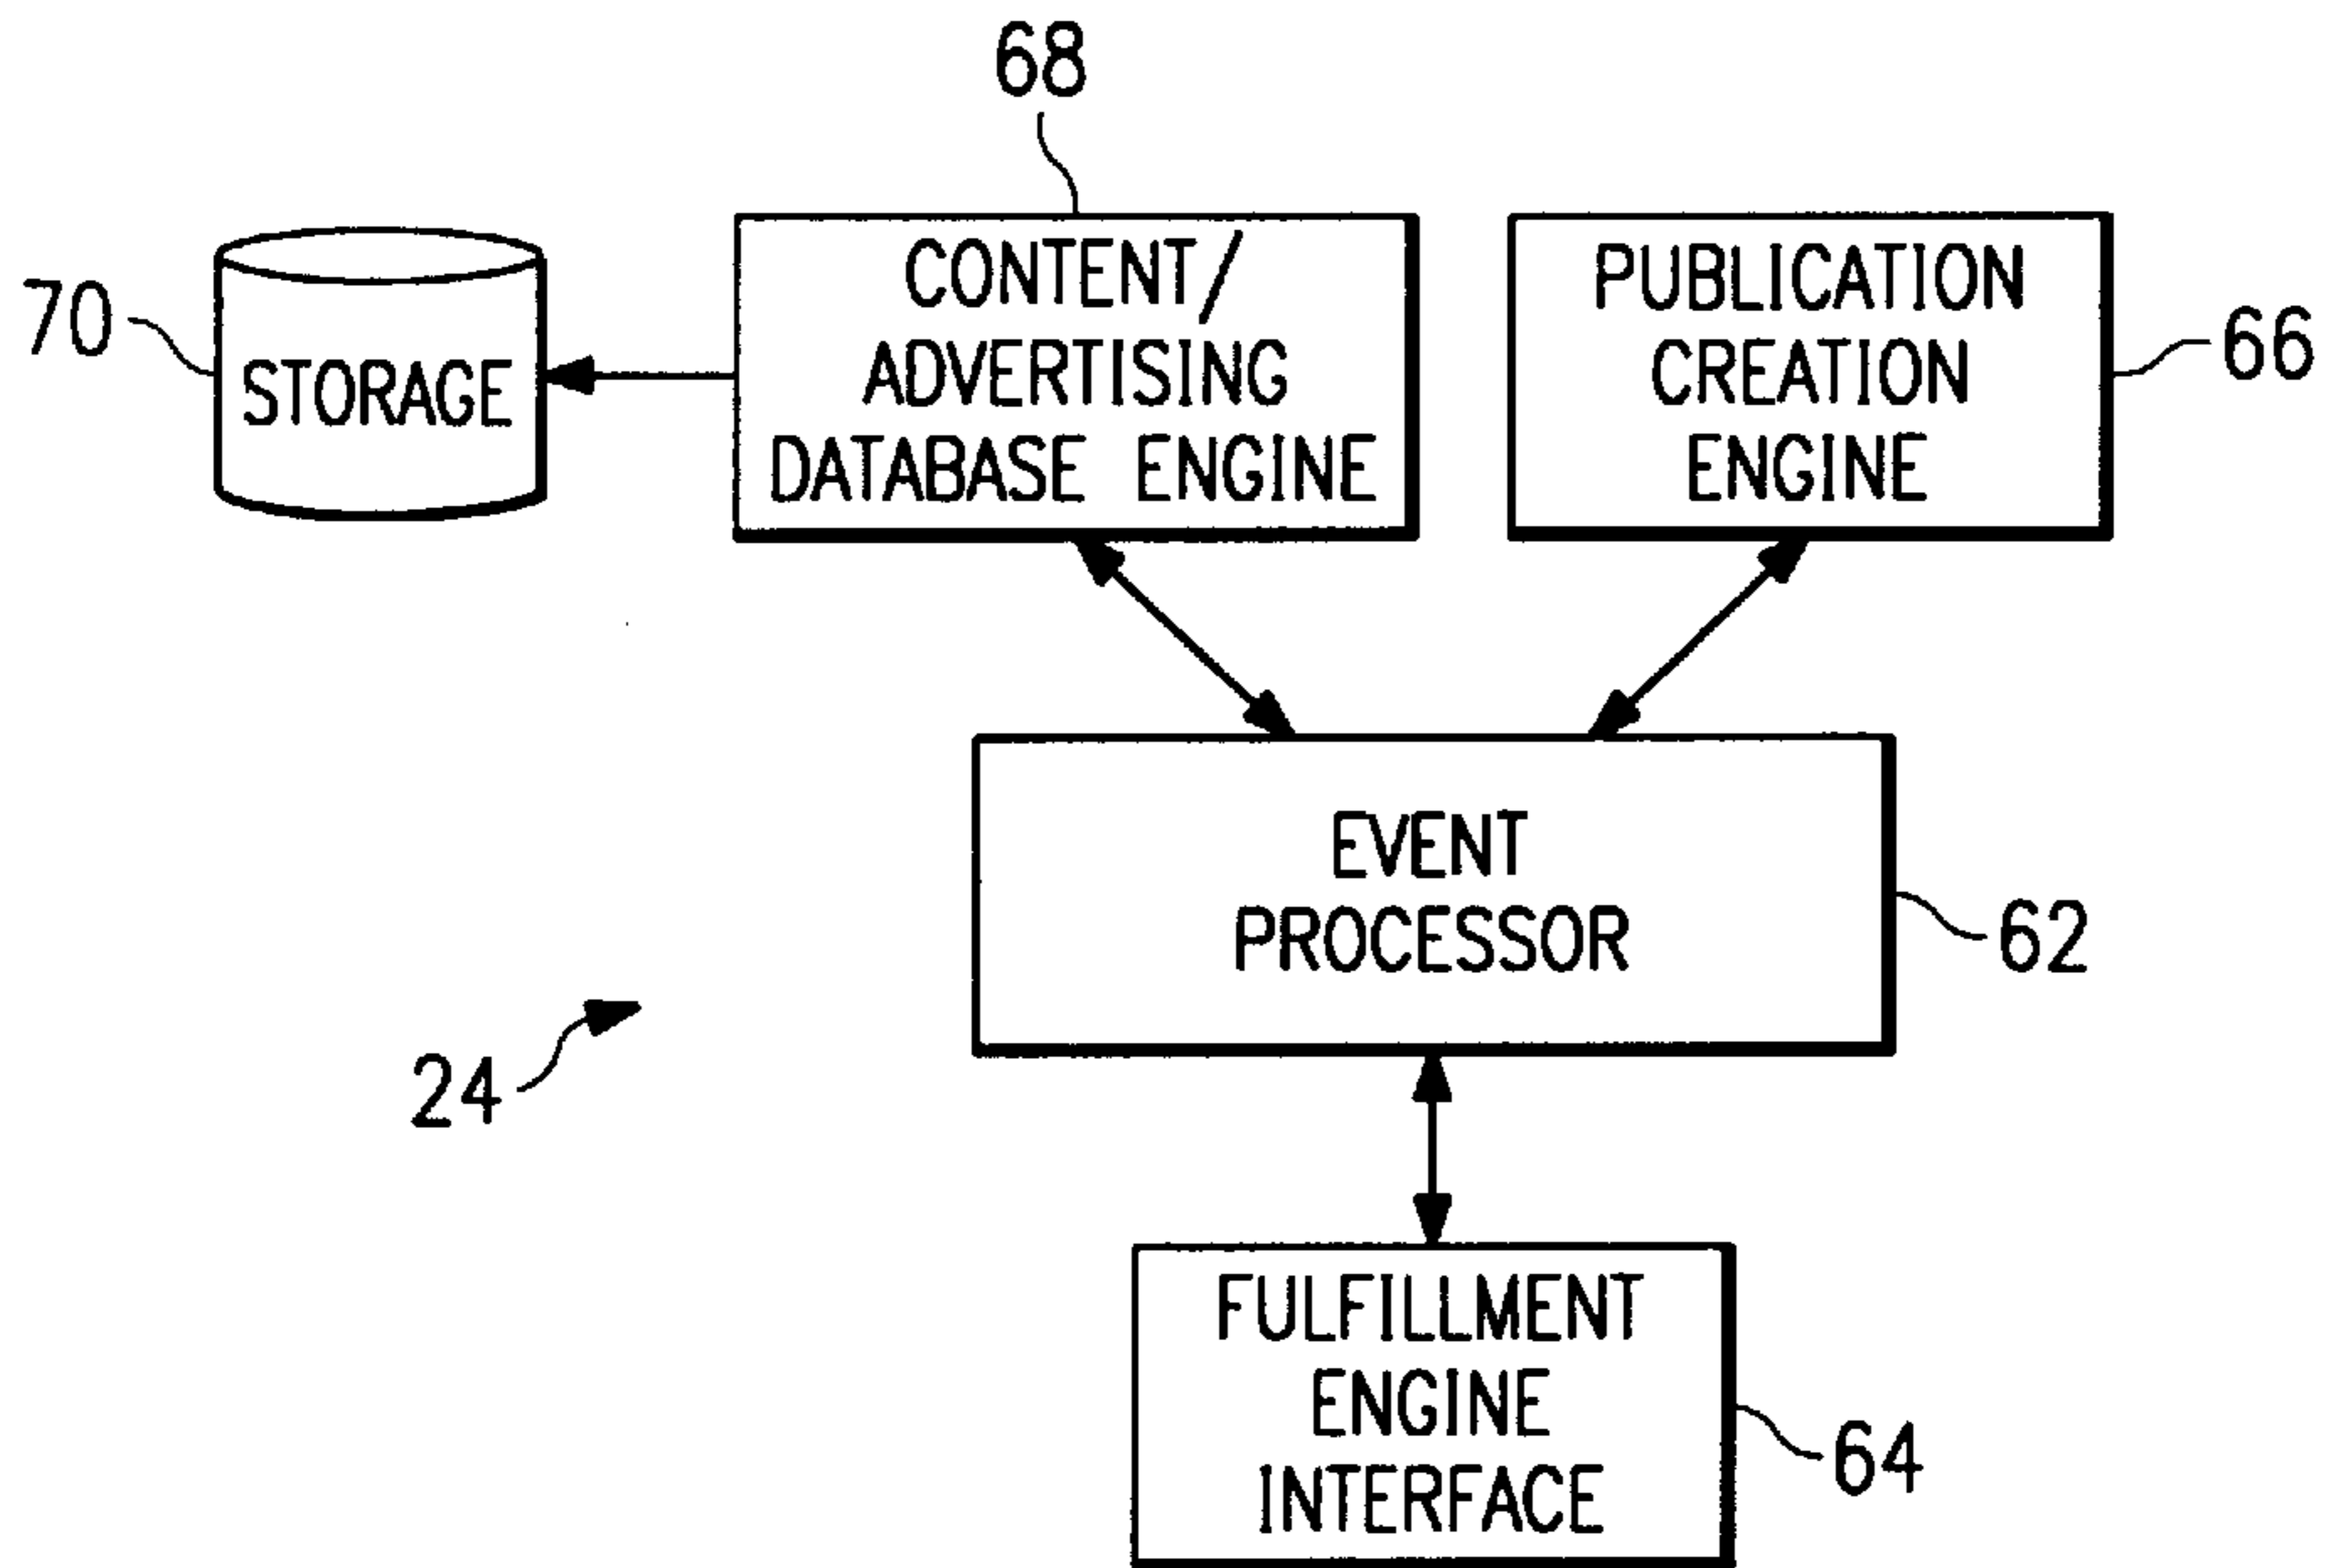 68
CONTENT/
ADVERTISING
DATABASE ENGINE
PUBLICATION
CREATION
ENGINE
66
70
STORAGE
EVENT
PROCESSOR
62
24
FULFILLMENT
ENGINE
INTERFACE
64